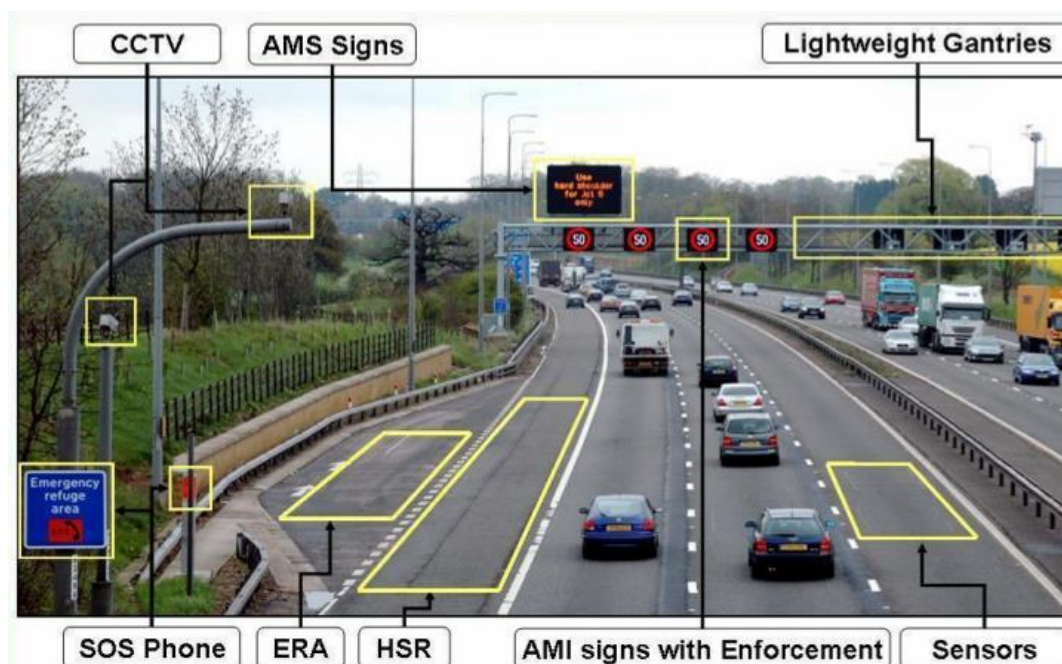 CCTV
AMS Signs
Lightweight Gantries
Use
hard shoulder
for Jct 5
only
50
50
50
50
Emergency
refuge
area
SOS
SOS Phone
ERA
HSR
AMI signs with Enforcement
Sensors